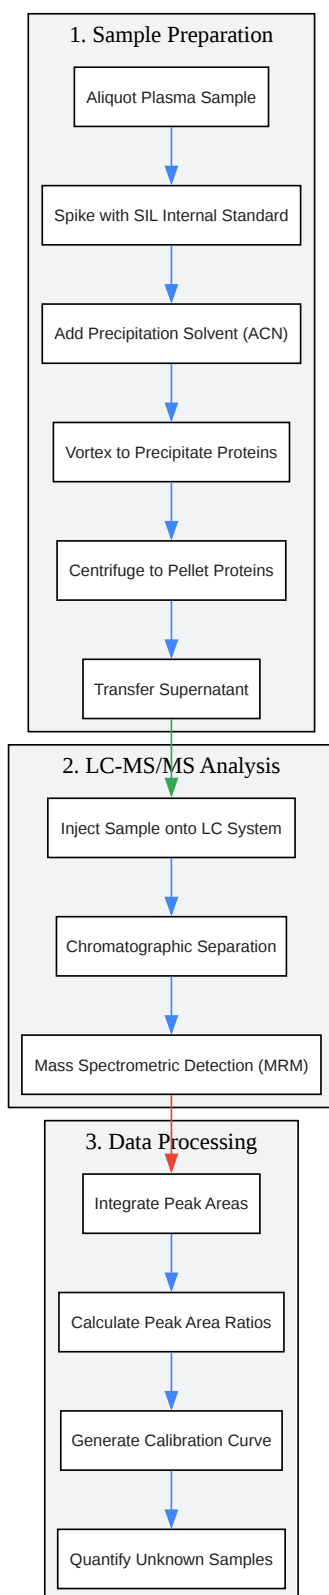 1. Sample Preparation
Aliquot Plasma Sample
Spike with SIL Internal Standard
Add Precipitation Solvent (ACN)
Vortex to Precipitate Proteins
Centrifuge to Pellet Proteins
Transfer Supernatant
2. LC-MS/MS Analysis
Inject Sample onto LC System
Chromatographic Separation
Mass Spectrometric Detection (MRM)
3. Data Processing
Integrate Peak Areas
Calculate Peak Area Ratios
Generate Calibration Curve
Quantify Unknown Samples